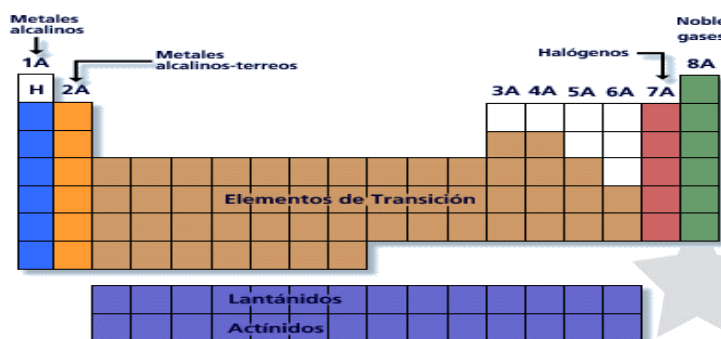 Metales
alcalinos
1A
H
2A
Metales
alcalinos-terreos
Halógenos
Noble
gases
3A 4A 5A 6A 7A 8A
Elementos de Transición
Lantánidos
Actínidos